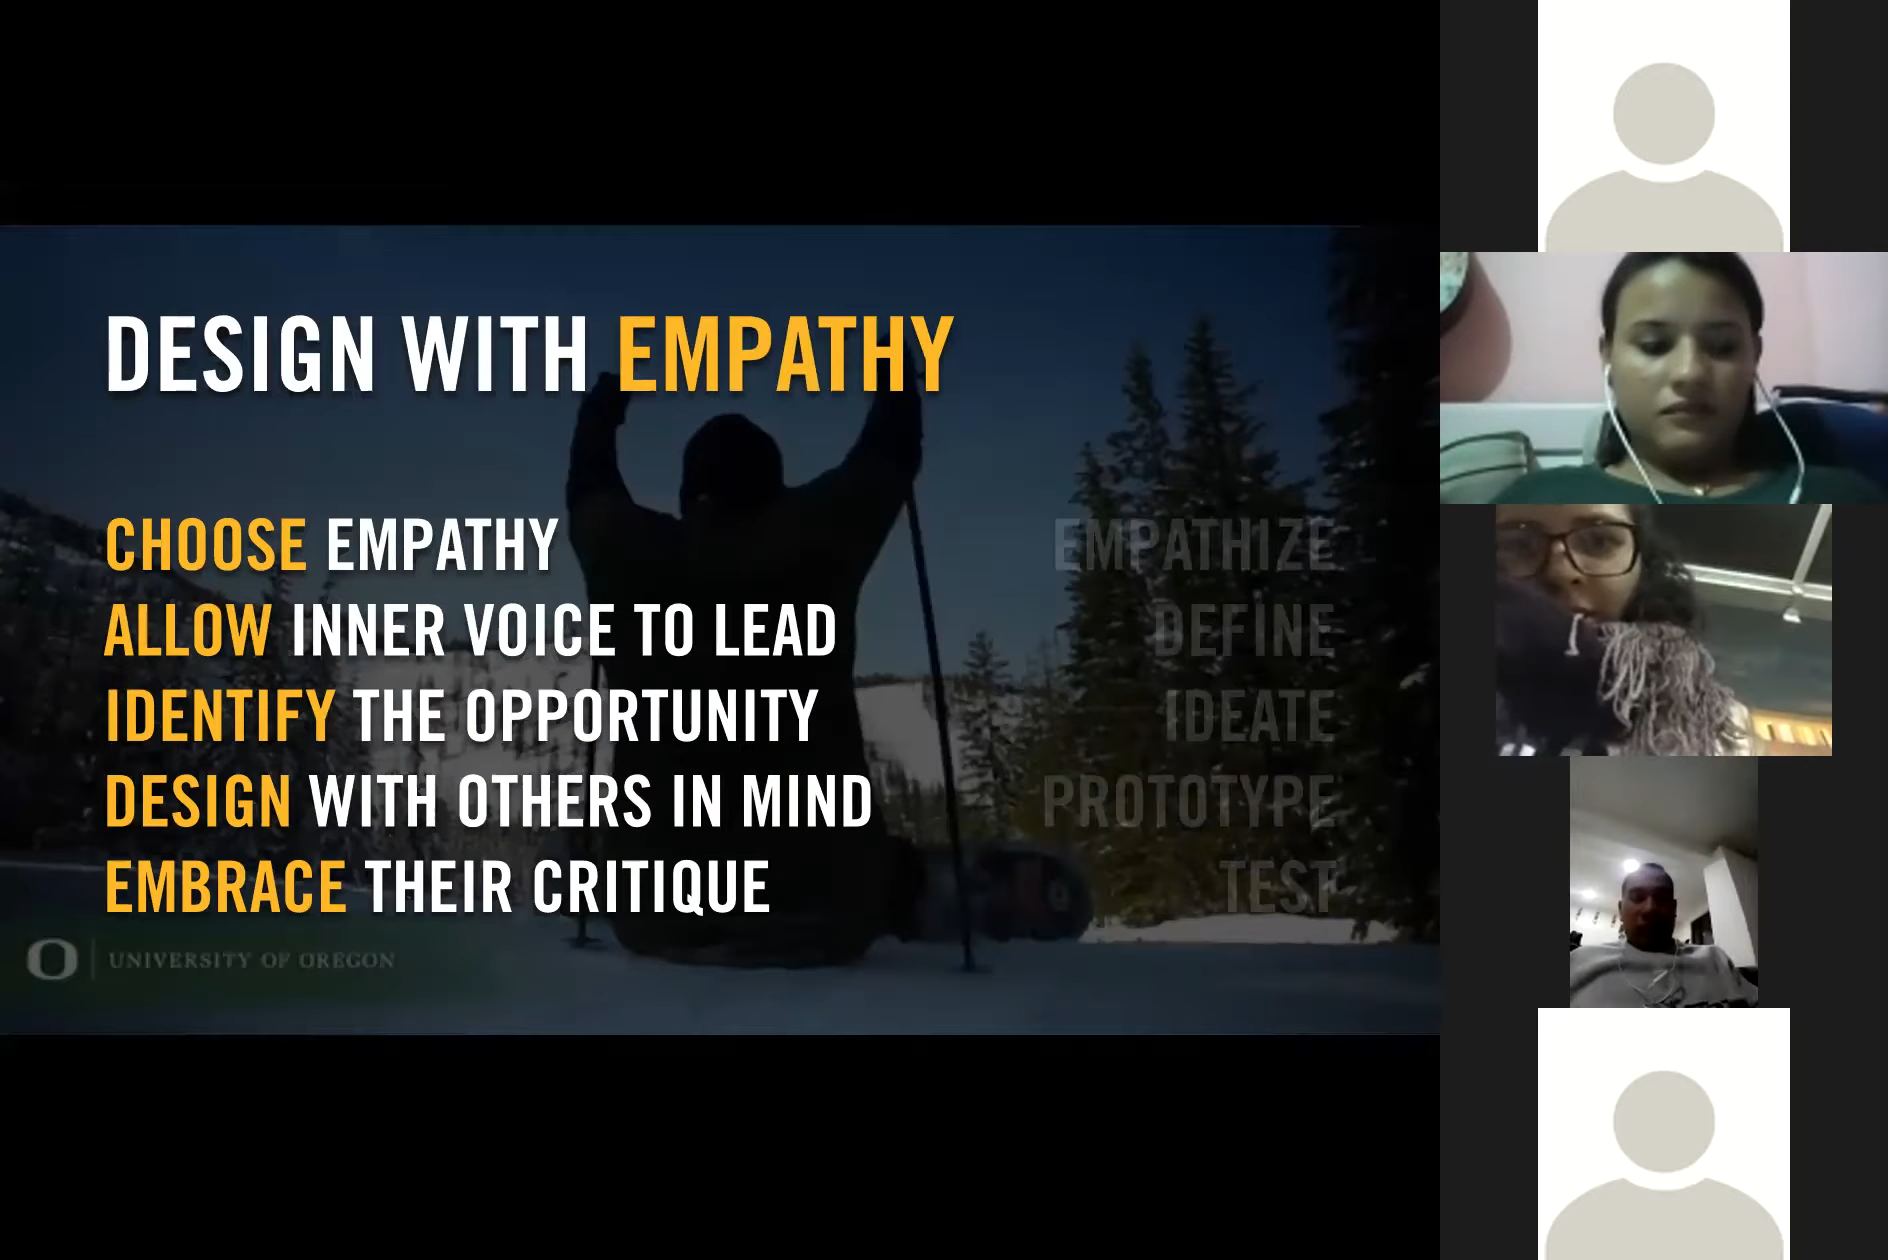 DESIGN WITH EMPATHY
CHOOSE EMPATHY
EMPATHIZE
ALLOW INNER VOICE TO LEAD
DEFINE
IDENTIFY THE OPPORTUNITY
IDEATE
DESIGN WITH OTHERS IN MIND
PROTOTYPE
EMBRACE THEIR CRITIQUE
TEST
O UNIVERSITY OF OREGON